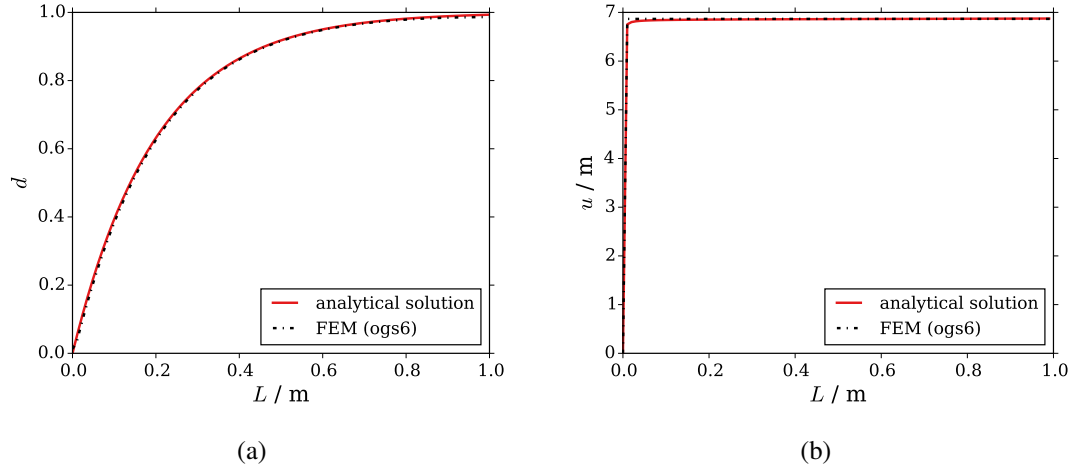 1.0
0.8
0.6
0.4
0.2
0.0
d
0.0 0.2 0.4 0.6 0.8 1.0
L / m
analytical solution
FEM (ogs6)
(a)
7
6
5
4
3
2
1
0
u / m
0.0 0.2 0.4 0.6 0.8 1.0
L / m
analytical solution
FEM (ogs6)
(b)